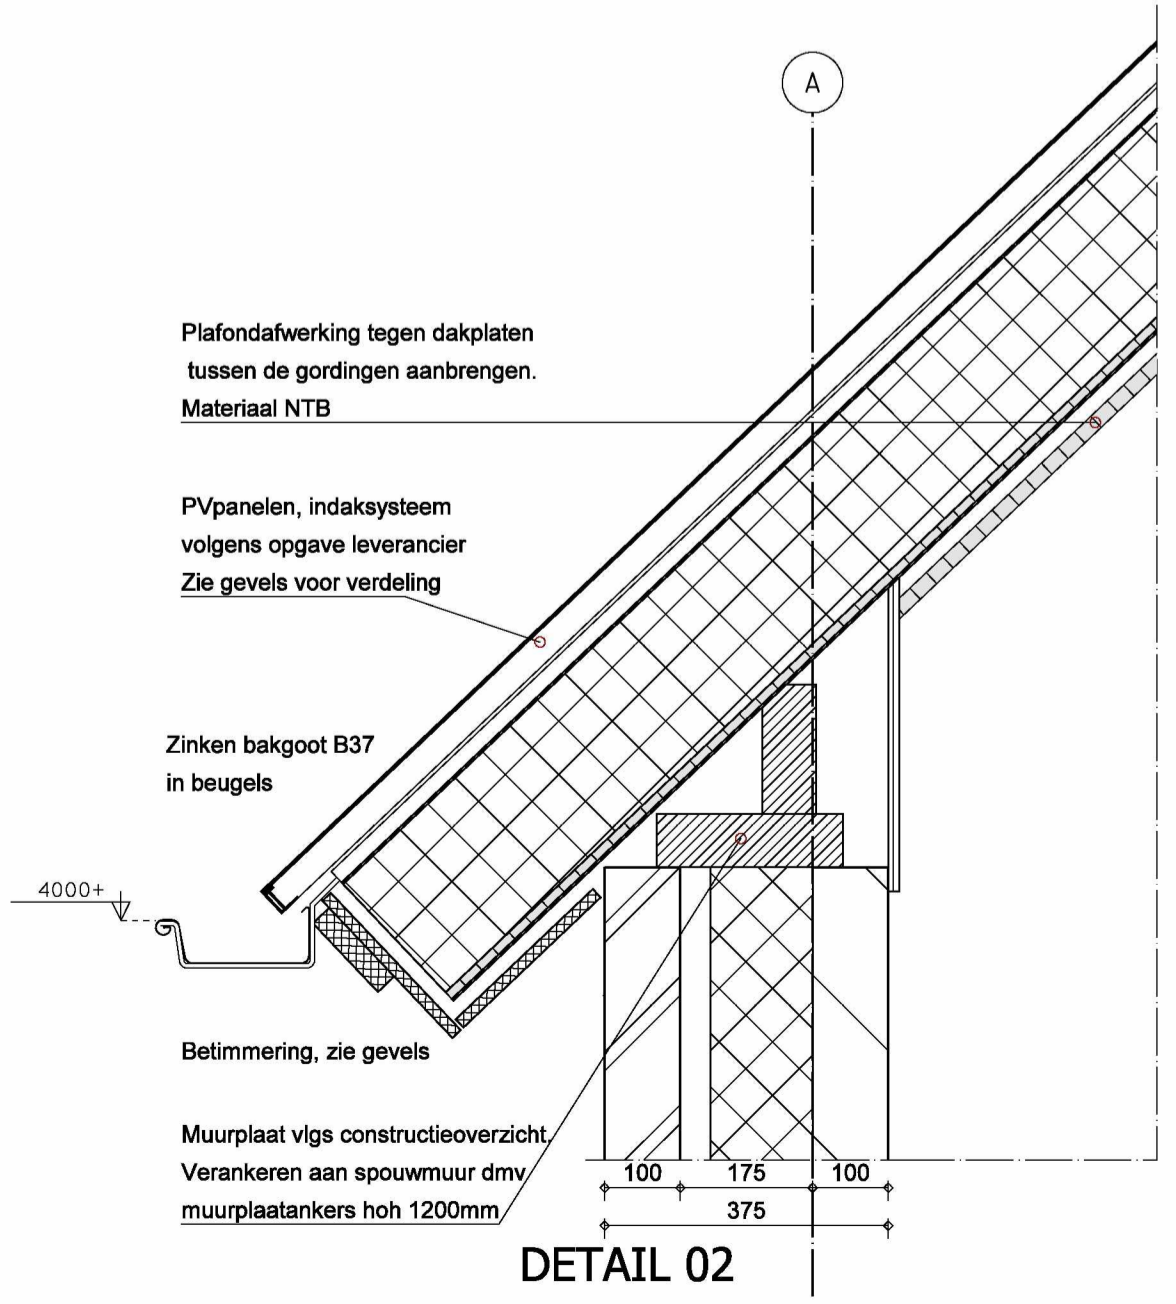 A
Plafondafwerking tegen dakplaten
tussen de gordingen aanbrengen.
Materiaal NTB
PVpanelen, indaksysteem
volgens opgave leverancier
Zie gevels voor verdeling
Zinken bakgoot B37
in beugels
4000+
Betimmering, zie gevels
Muurplaat vlgs constructieoverzicht.
Verankeren aan spouwmuur dmv
muurplaatankers hoh 1200mm
100 175 100
375
DETAIL 02